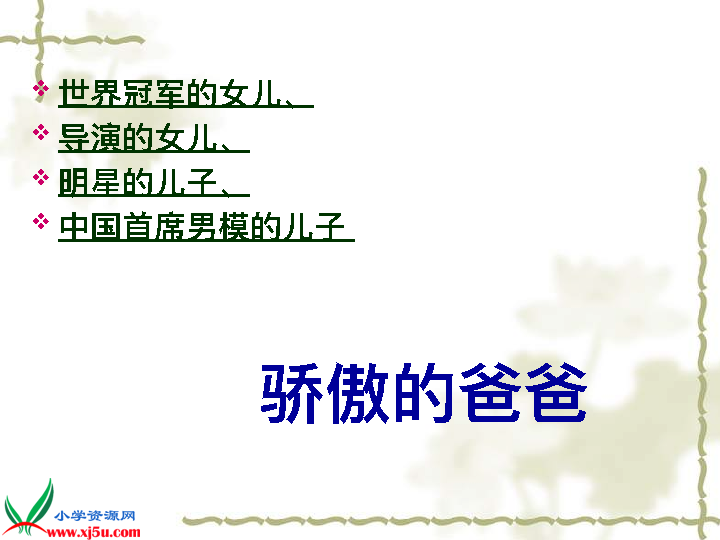 世界冠军的女儿、
导演的女儿、
明星的儿子、
中国首席男模的儿子
骄傲的爸爸
小学资源网
www.xj5u.com